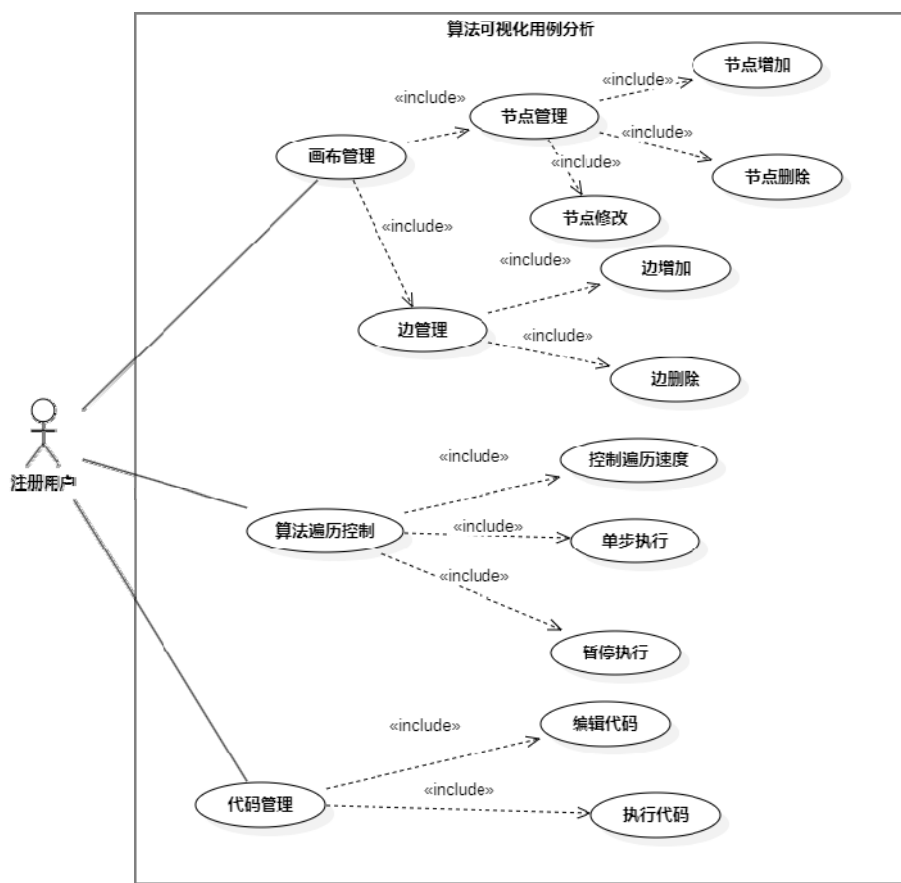 算法可视化用例分析
节点增加
«include»
«include»
节点管理
«include»
画布管理
«include»
节点删除
节点修改
«include»
«include»
边增加
边管理
«include»
边删除
注册用户
«include»
控制遍历速度
算法遍历控制
«include»
单步执行
«include»
暂停执行
«include»
编辑代码
代码管理
«include»
执行代码